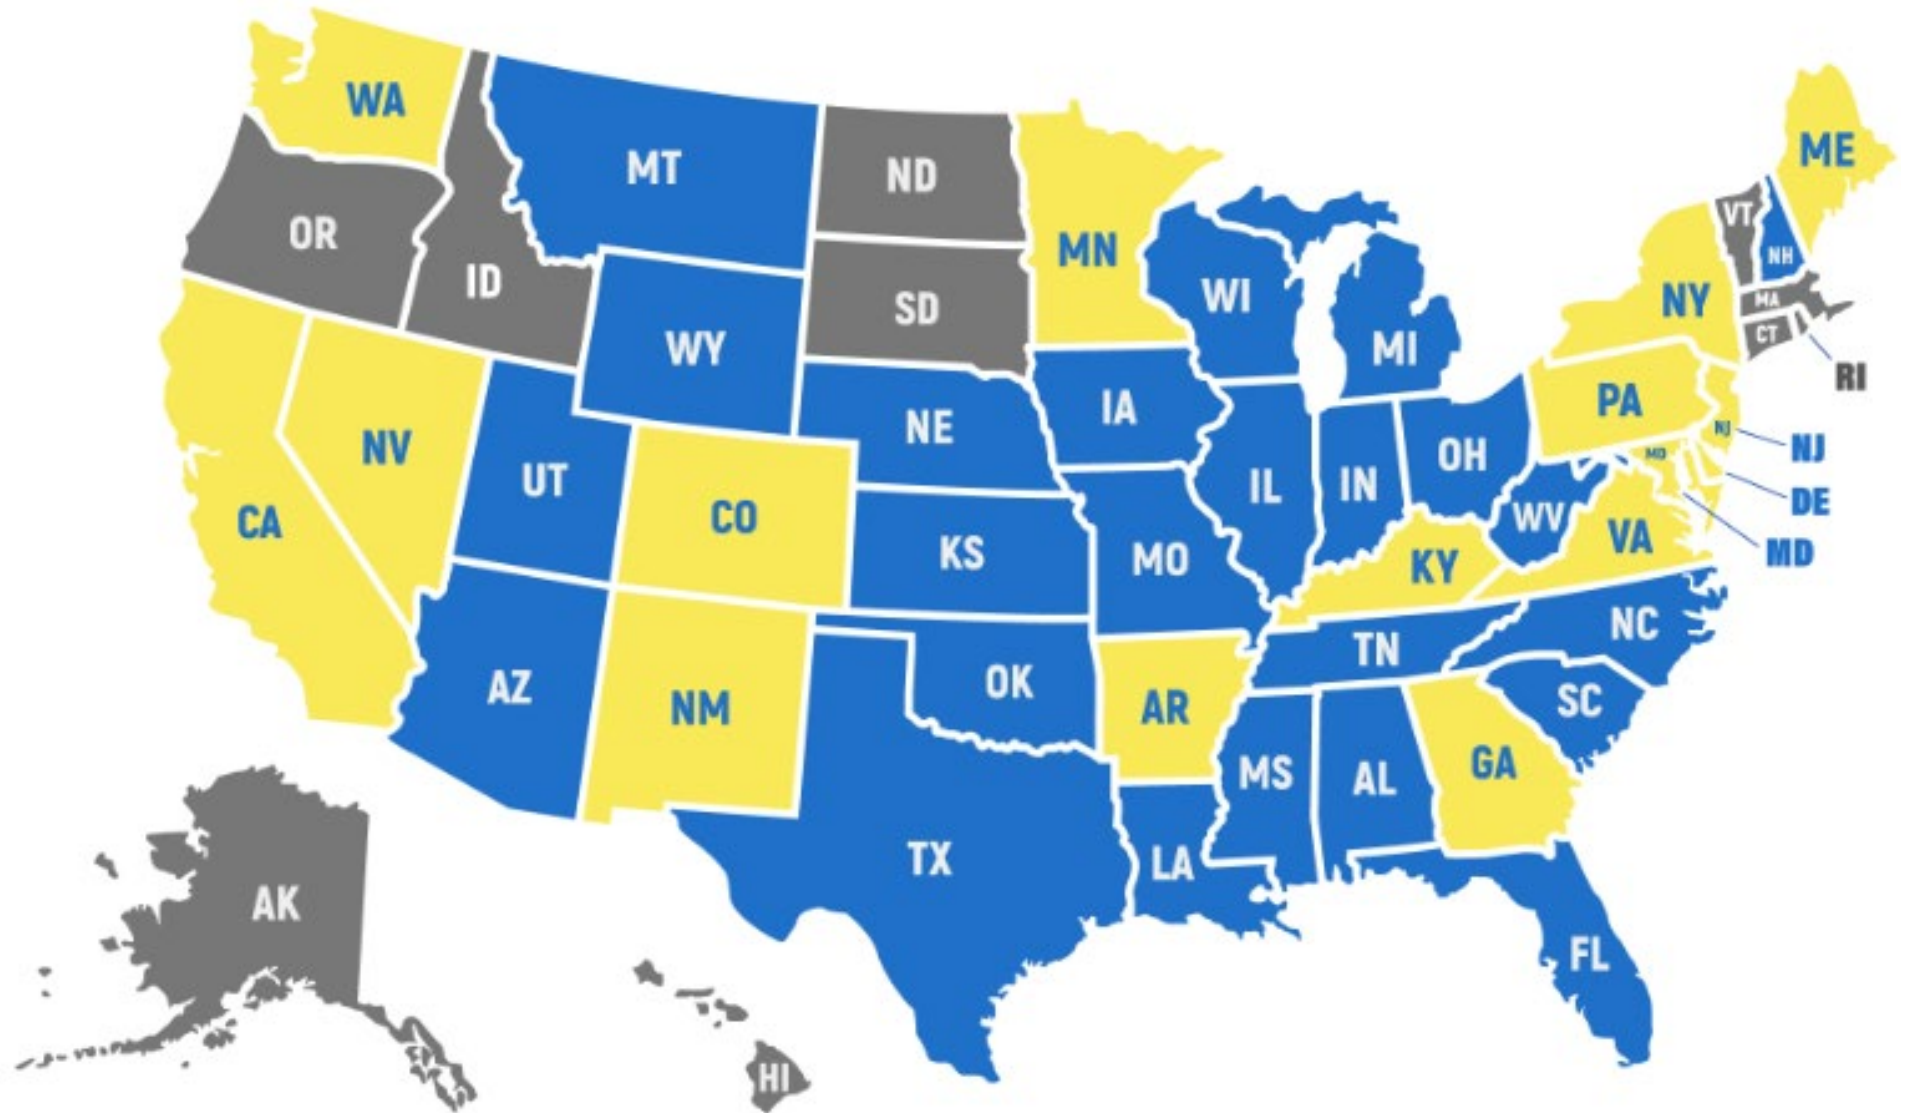 WA
MT
ND
ME
OR
ID
MN
VT
NH
SD
WI
NY
MA
WY
MI
CT
RI
NE
IA
PA
NV
UT
IL
IN
OH
NJ
NJ
MD
CA
CO
KS
MO
KY
WV
VA
DE
MD
AZ
NM
OK
AR
TN
NC
SC
MS
AL
GA
TX
LA
FL
AK
HI